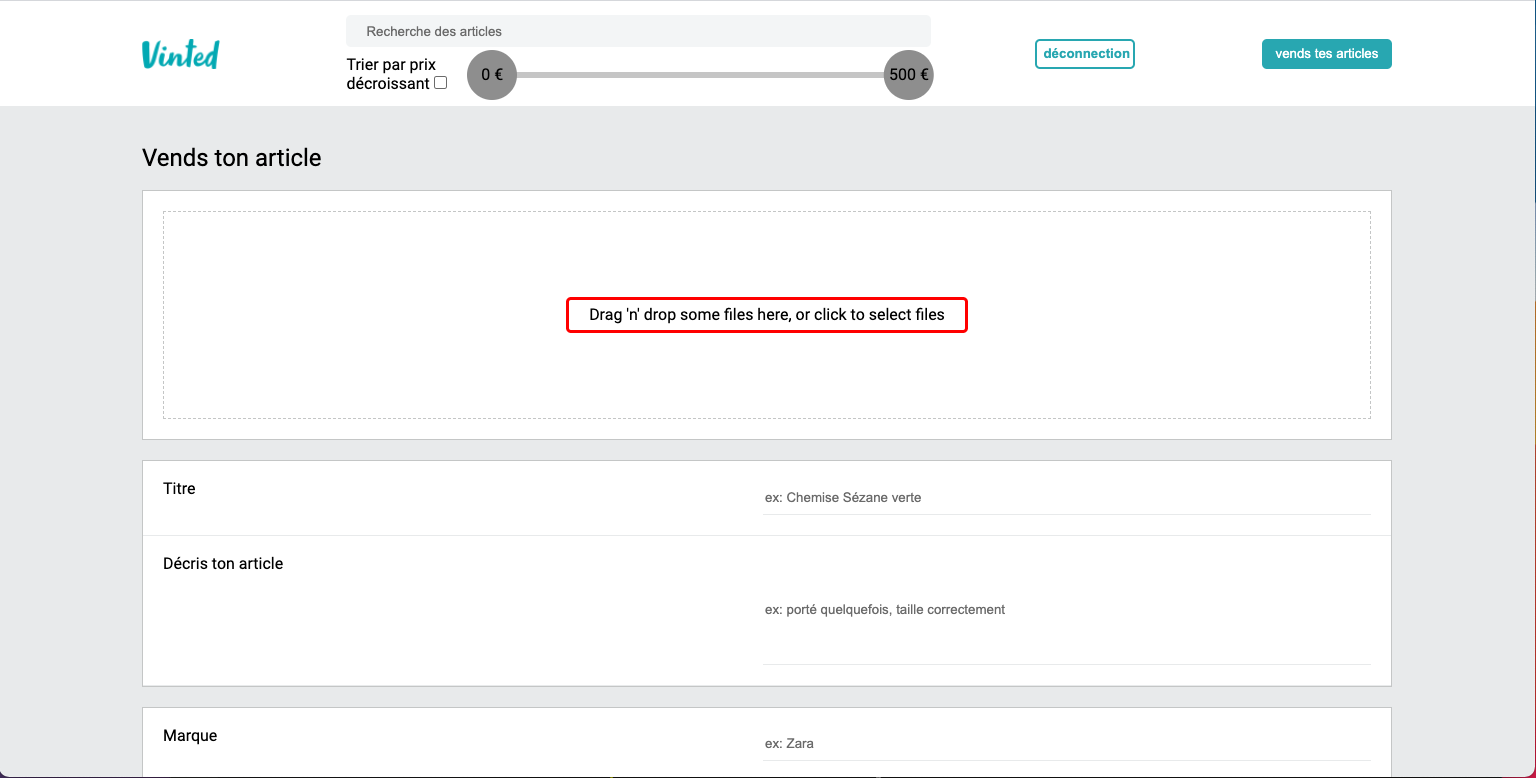 Vinted
Recherche des articles
Trier par prix
décroissant
0 €
500 €
déconnection
vends tes articles
Vends ton article
Drag 'n' drop some files here, or click to select files
Titre
ex: Chemise Sézane verte
Décris ton article
ex: porté quelquefois, taille correctement
Marque
ex: Zara